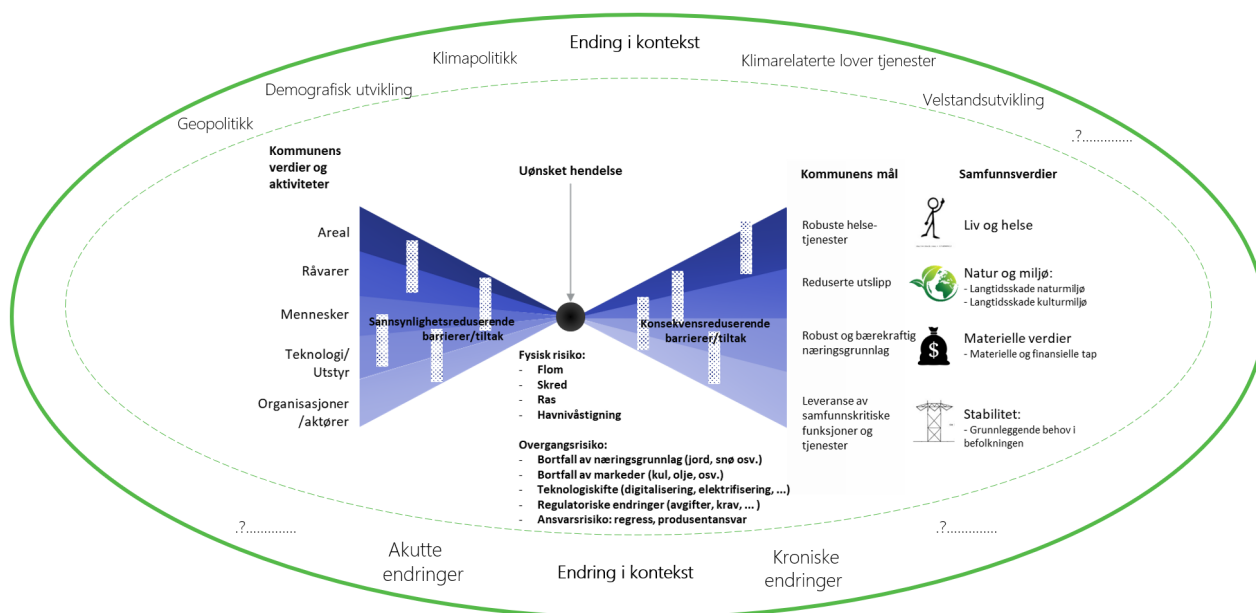 Ending i kontekst
Klimapolitikk
Klimarelaterte lover tjenester
Demografisk utvikling
Velstandsutvikling
Geopolitikk
.?..............
Kommunens
verdier og
aktiviteter
Uønsket hendelse
Kommunens mål
Samfunnsverdier
Areal
Råvarer
Mennesker
Teknologi/
Utstyr
Organisasjoner
/aktører
Sannsynlighetsreduserende
barrierer/tiltak
Konsekvensreduserende
barrierer/tiltak
Robuste helse-
tjenester
Liv og helse
Reduserte utslipp
Natur og miljø:
- Langtidsskade naturmiljø
- Langtidsskade kulturmiljø
Robust og bærekraftig
næringsgrunnlag
$
Materielle verdier
- Materielle og finansielle tap
Leveranse av
samfunnskritiske
funksjoner og
tjenester
Stabilitet:
- Grunnleggende behov i
befolkningen
Fysisk risiko:
- Flom
- Skred
- Ras
- Havnivåstigning
Overgangsrisiko:
- Bortfall av næringsgrunnlag (jord, snø osv.)
- Bortfall av markeder (kul, olje, osv.)
- Teknologiskifte (digitalisering, elektrifisering, ...)
- Regulatoriske endringer (avgifter, krav, ... )
- Ansvarsrisiko: regress, produsentansvar
.?..............
.?..............
Akutte
endringer
Endring i kontekst
Kroniske
endringer